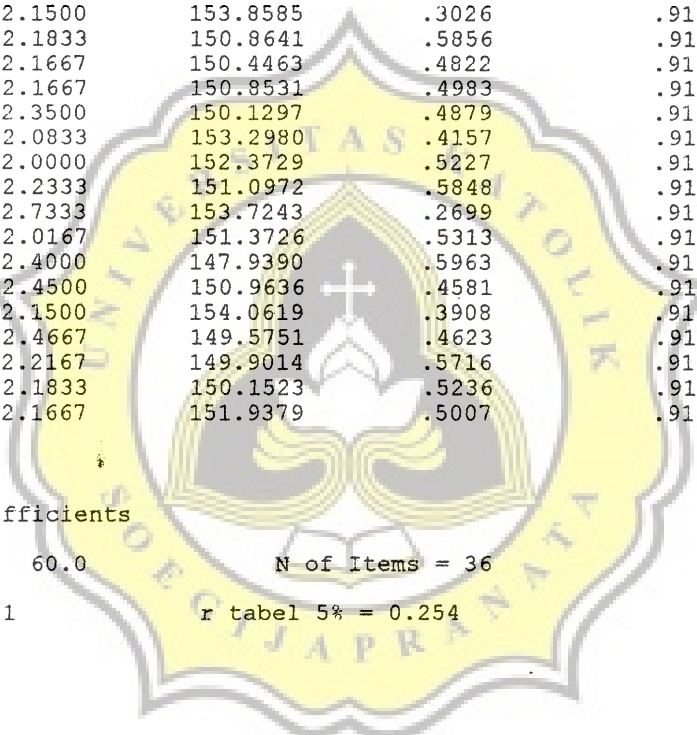 2.1500 153.8585 .3026 .91
2.1833 150.8641 .5856 .91
2.1667 150.4463 .4822 .91
2.1667 150.8531 .4983 .91
2.3500 150.1297 .4879 .91
2.0833 153.2980 .4157 .91
2.0000 152.3729 .5227 .91
2.2333 151.0972 .5848 .91
2.7333 153.7243 .2699 .91
2.0167 151.3726 .5313 .91
2.4000 147.9390 .5963 .91
2.4500 150.9636 .4581 .91
2.1500 154.0619 .3908 .91
2.4667 149.5751 .4623 .91
2.2167 149.9014 .5716 .91
2.1833 150.1523 .5236 .91
2.1667 151.9379 .5007 .91
fficients
60.0 N of Items = 36
1 r tabel 5% = 0.254
UNIVERSITAS KATOLIK
SOEGIJAPRANATA